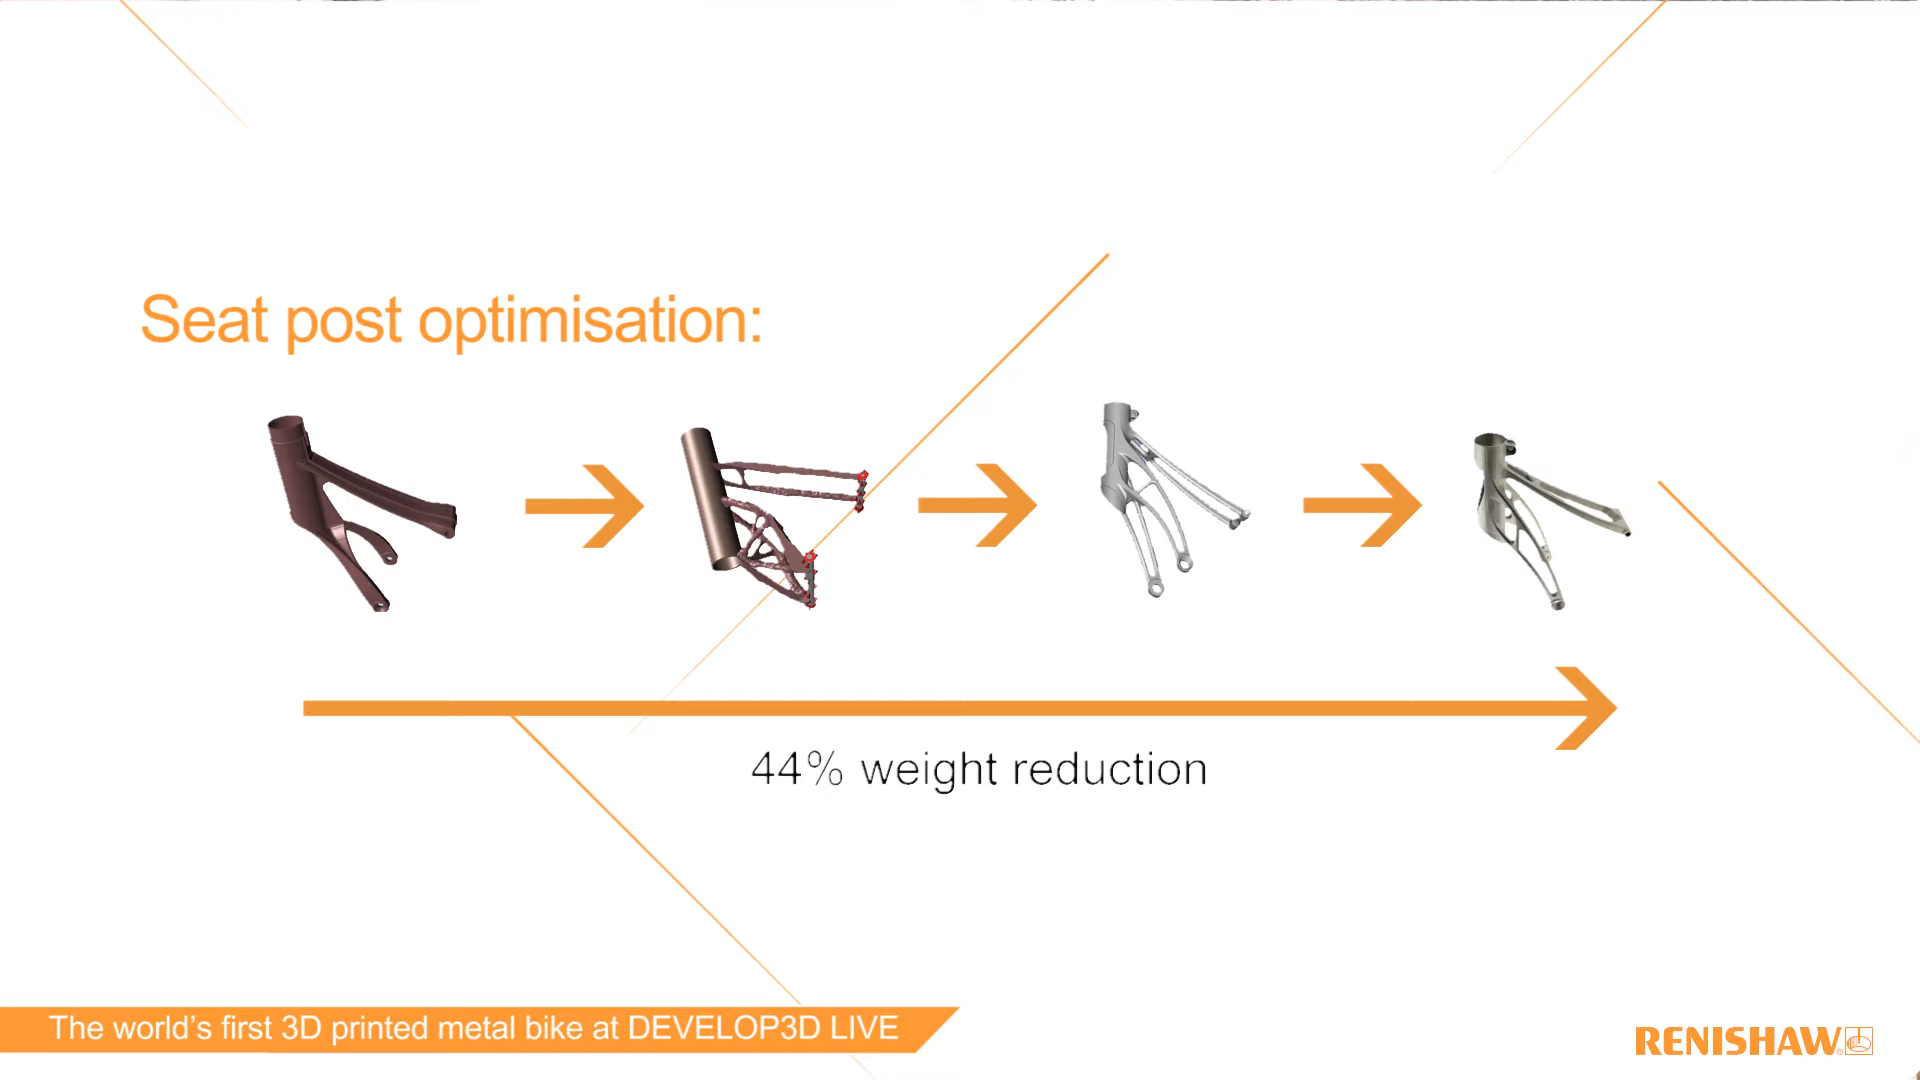 Seat post optimisation:
44% weight reduction
The world’s first 3D printed metal bike at DEVELOP3D LIVE
RENISHAW